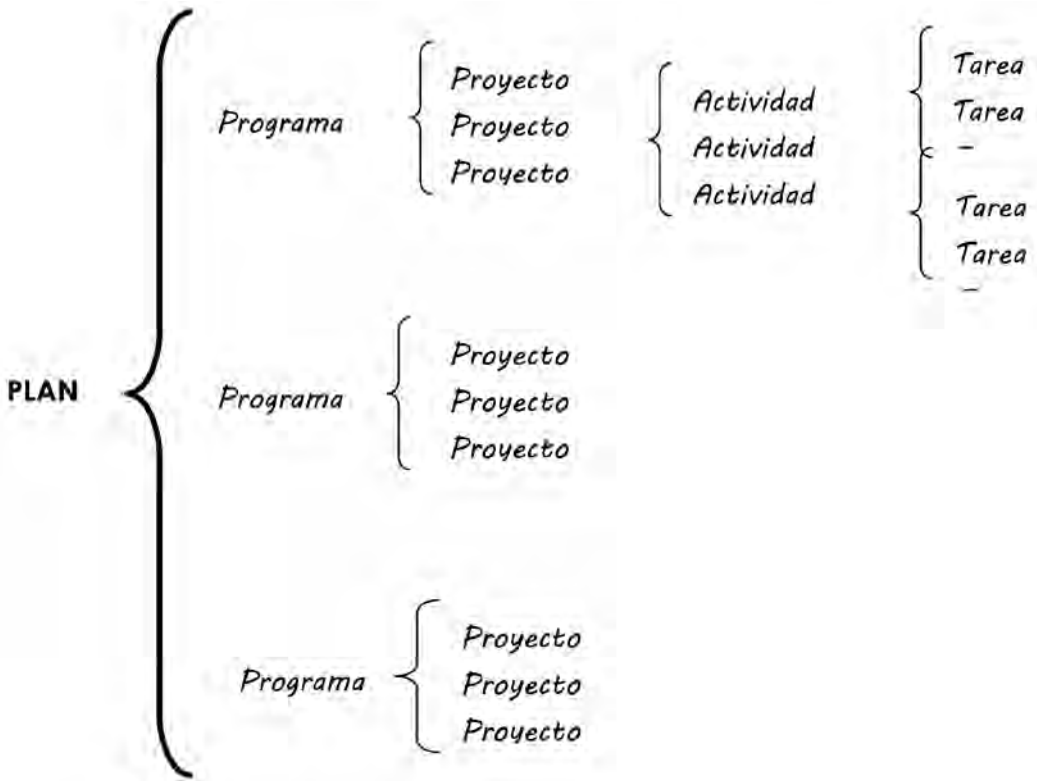 PLAN
Programa
Proyecto
Proyecto
Proyecto
Actividad
Actividad
Actividad
Tarea
Tarea
–
Tarea
Tarea
–
Programa
Proyecto
Proyecto
Proyecto
Programa
Proyecto
Proyecto
Proyecto